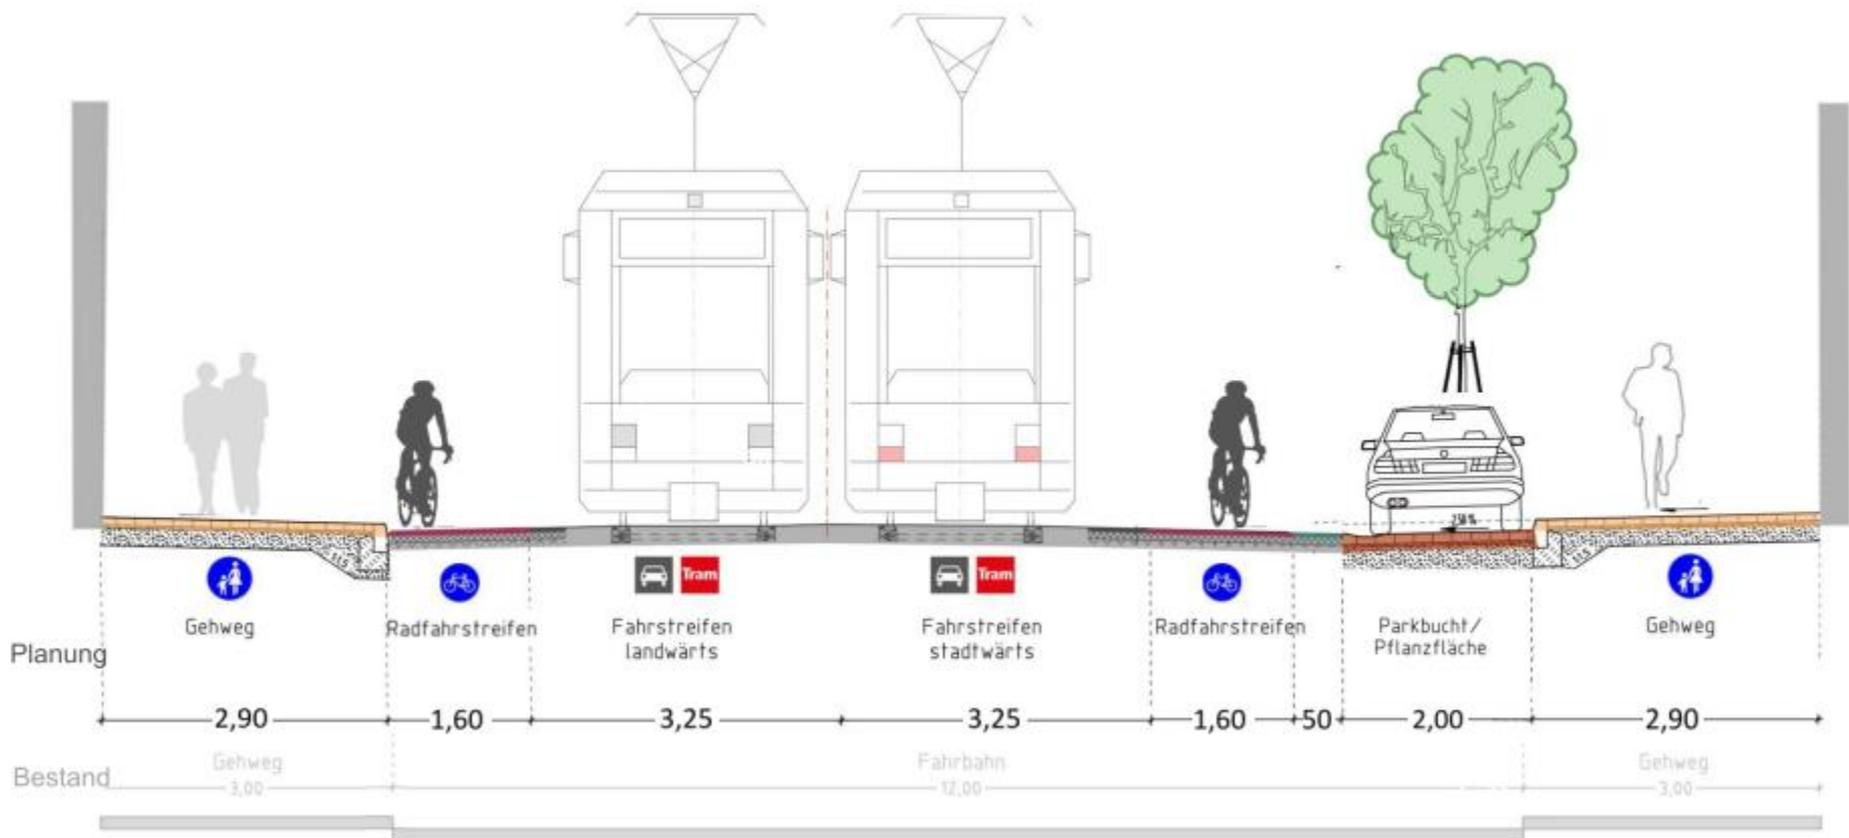 2,50%
Tram
Tram
Gehweg
Radfahrstreifen
Fahrstreifen
landwärts
Fahrstreifen
stadtwärts
Radfahrstreifen
Parkbucht/
Pflanzfläche
Gehweg
Planung
2,90
1,60
3,25
3,25
1,60
50
2,00
2,90
Bestand
Gehweg
3,00
Fahrbahn
12,00
Gehweg
3,00